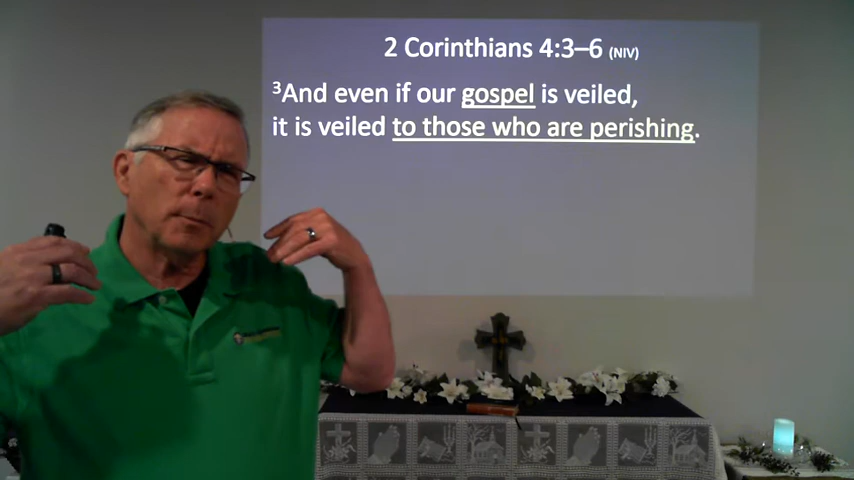 2 Corinthians 4:3–6 (NIV)
³And even if our gospel is veiled,
it is veiled to those who are perishing.